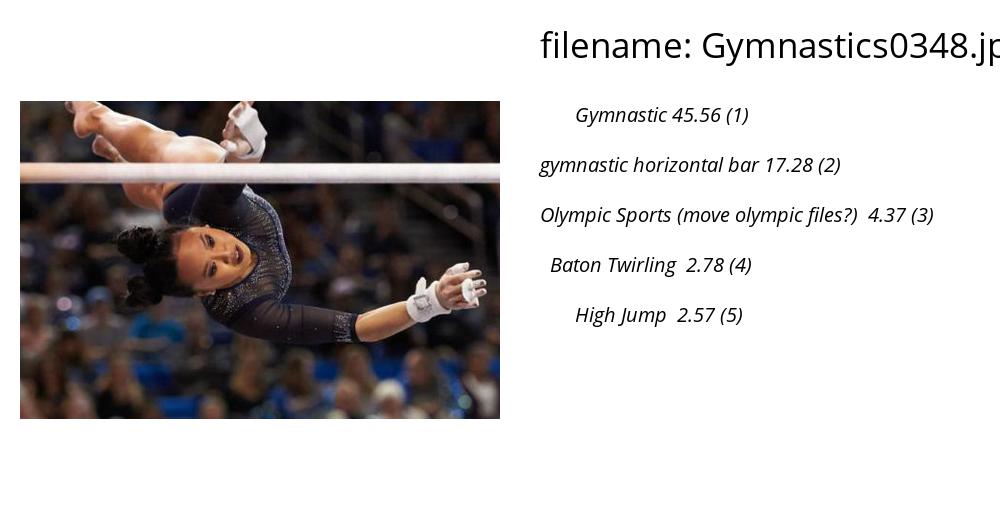 filename: Gymnastics0348.jp
Gymnastic 45.56 (1)
gymnastic horizontal bar 17.28 (2)
Olympic Sports (move olympic files?) 4.37 (3)
Baton Twirling 2.78 (4)
High Jump 2.57 (5)